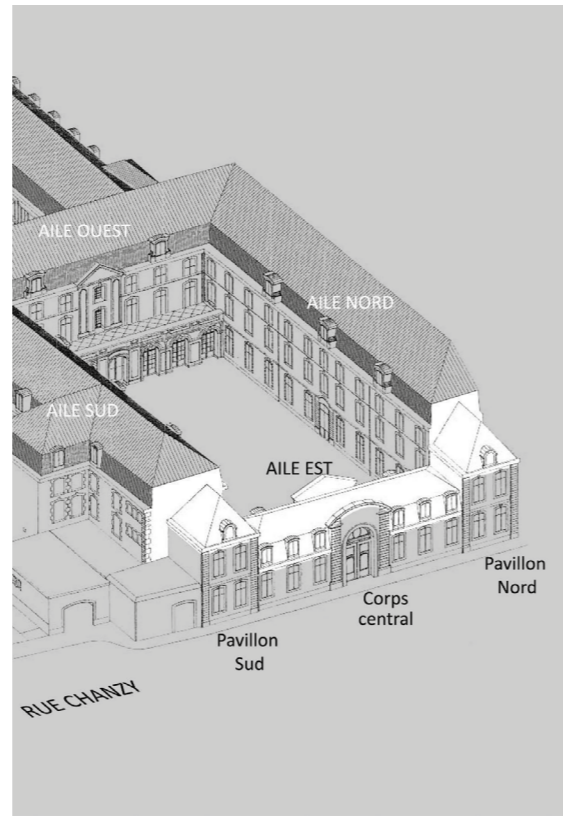 AILE OUEST
AILE NORD
AILE SUD
AILE EST
Pavillon
Nord
Corps
central
Pavillon
Sud
RUE CHANZY